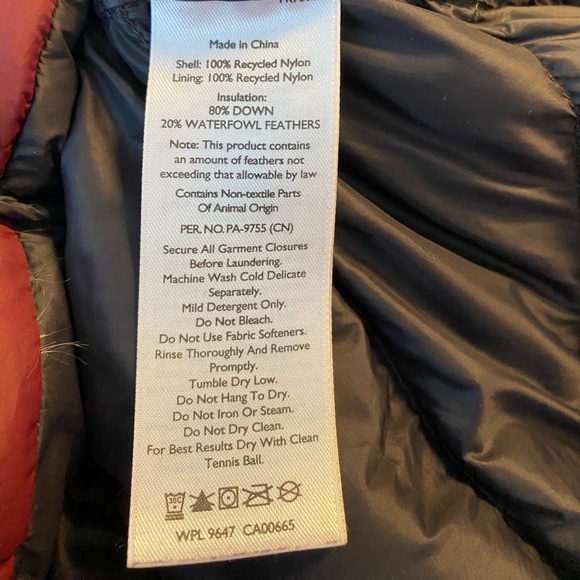 Made in China
Shell: 100% Recycled Nylon
Lining: 100% Recycled Nylon
Insulation:
80% DOWN
20% WATERFOWL FEATHERS
Note: This product contains
an amount of feathers not
exceeding that allowable by law
Contains Non-textile Parts
Of Animal Origin
PER. NO. PA-9755 (CN)
Secure All Garment Closures
Before Laundering.
Machine Wash Cold Delicate
Separately.
Mild Detergent Only.
Do Not Bleach.
Do Not Use Fabric Softeners.
Rinse Thoroughly And Remove
Promptly.
Tumble Dry Low.
Do Not Hang To Dry.
Do Not Iron Or Steam.
Do Not Dry Clean.
For Best Results Dry With Clean
Tennis Ball.
30C
WPL 9647 CA00665